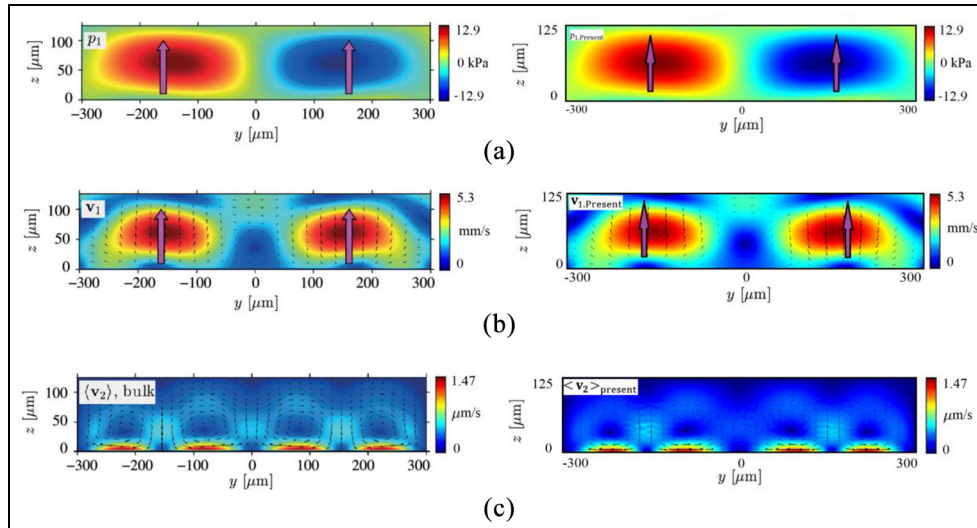 p₁
z [μm]
100
50
0
-300
-200
-100
0
100
200
300
y [μm]
12.9
0 kPa
-12.9
p₁.Present
z [μm]
125
0
-300
0
300
y [μm]
12.9
0 kPa
-12.9
(a)
v₁
z [μm]
100
50
0
-300
-200
-100
0
100
200
300
y [μm]
5.3
mm/s
0
v₁.Present
z [μm]
125
0
-300
0
300
y [μm]
5.3
mm/s
0
(b)
⟨v₂⟩, bulk
z [μm]
100
50
0
-300
-200
-100
0
100
200
300
y [μm]
1.47
μm/s
0
<v₂>present
z [μm]
125
0
-300
0
300
y [μm]
1.47
μm/s
0
(c)